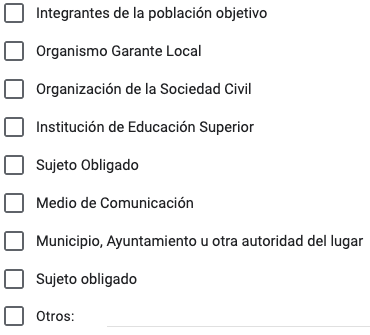 Integrantes de la población objetivo
Organismo Garante Local
Organización de la Sociedad Civil
Institución de Educación Superior
Sujeto Obligado
Medio de Comunicación
Municipio, Ayuntamiento u otra autoridad del lugar
Sujeto obligado
Otros: